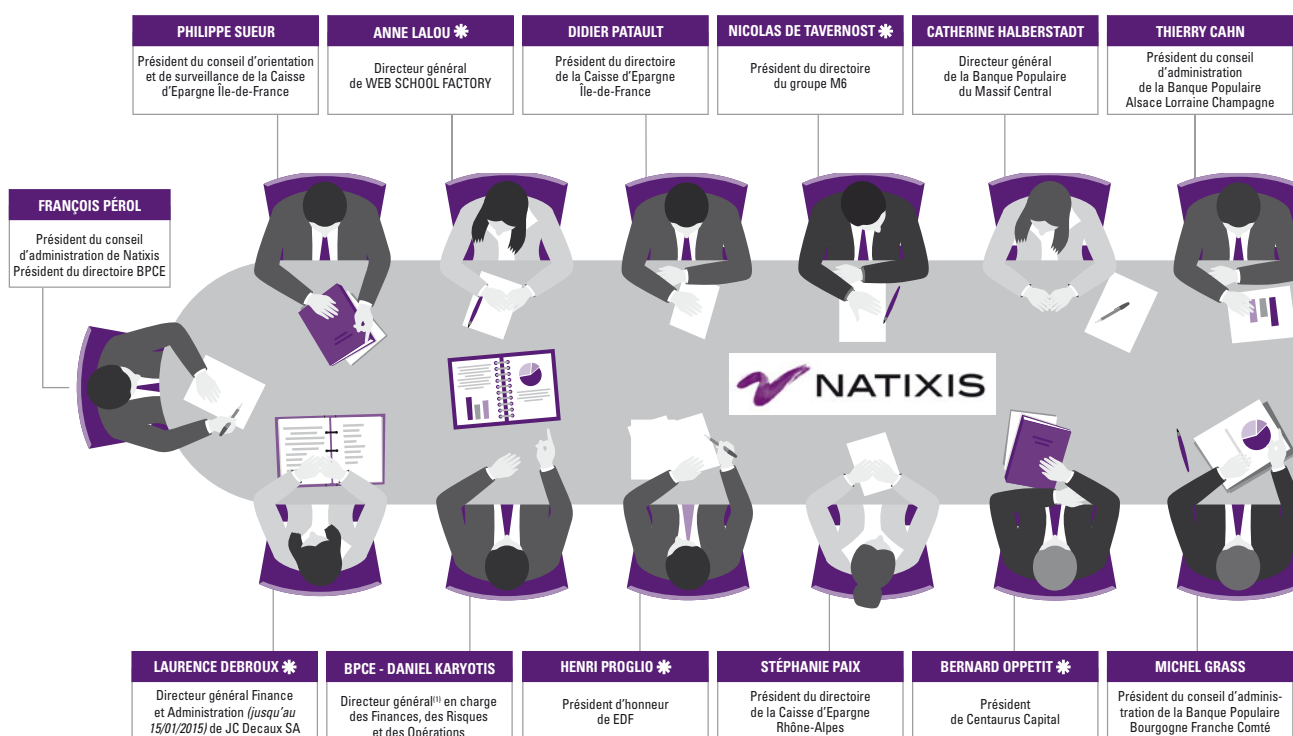 PHILIPPE SUEUR
Président du conseil d'orientation
et de surveillance de la Caisse
d'Epargne Île-de-France
ANNE LALOU ✱
Directeur général
de WEB SCHOOL FACTORY
DIDIER PATAULT
Président du directoire
de la Caisse d'Epargne
Île-de-France
NICOLAS DE TAVERNOST ✱
Président du directoire
du groupe M6
CATHERINE HALBERSTADT
Directeur général
de la Banque Populaire
du Massif Central
THIERRY CAHN
Président du conseil
d'administration
de la Banque Populaire
Alsace Lorraine Champagne
FRANÇOIS PÉROL
Président du conseil
d'administration de Natixis
Président du directoire BPCE
NATIXIS
LAURENCE DEBROUX ✱
Directeur général Finance
et Administration (jusqu'au
15/01/2015) de JC Decaux SA
BPCE - DANIEL KARYOTIS
Directeur général(1) en charge
des Finances, des Risques
et des Opérations
HENRI PROGLIO ✱
Président d'honneur
de EDF
STÉPHANIE PAIX
Président du directoire
de la Caisse d'Epargne
Rhône-Alpes
BERNARD OPPETIT ✱
Président
de Centaurus Capital
MICHEL GRASS
Président du conseil d'adminis-
tration de la Banque Populaire
Bourgogne Franche Comté